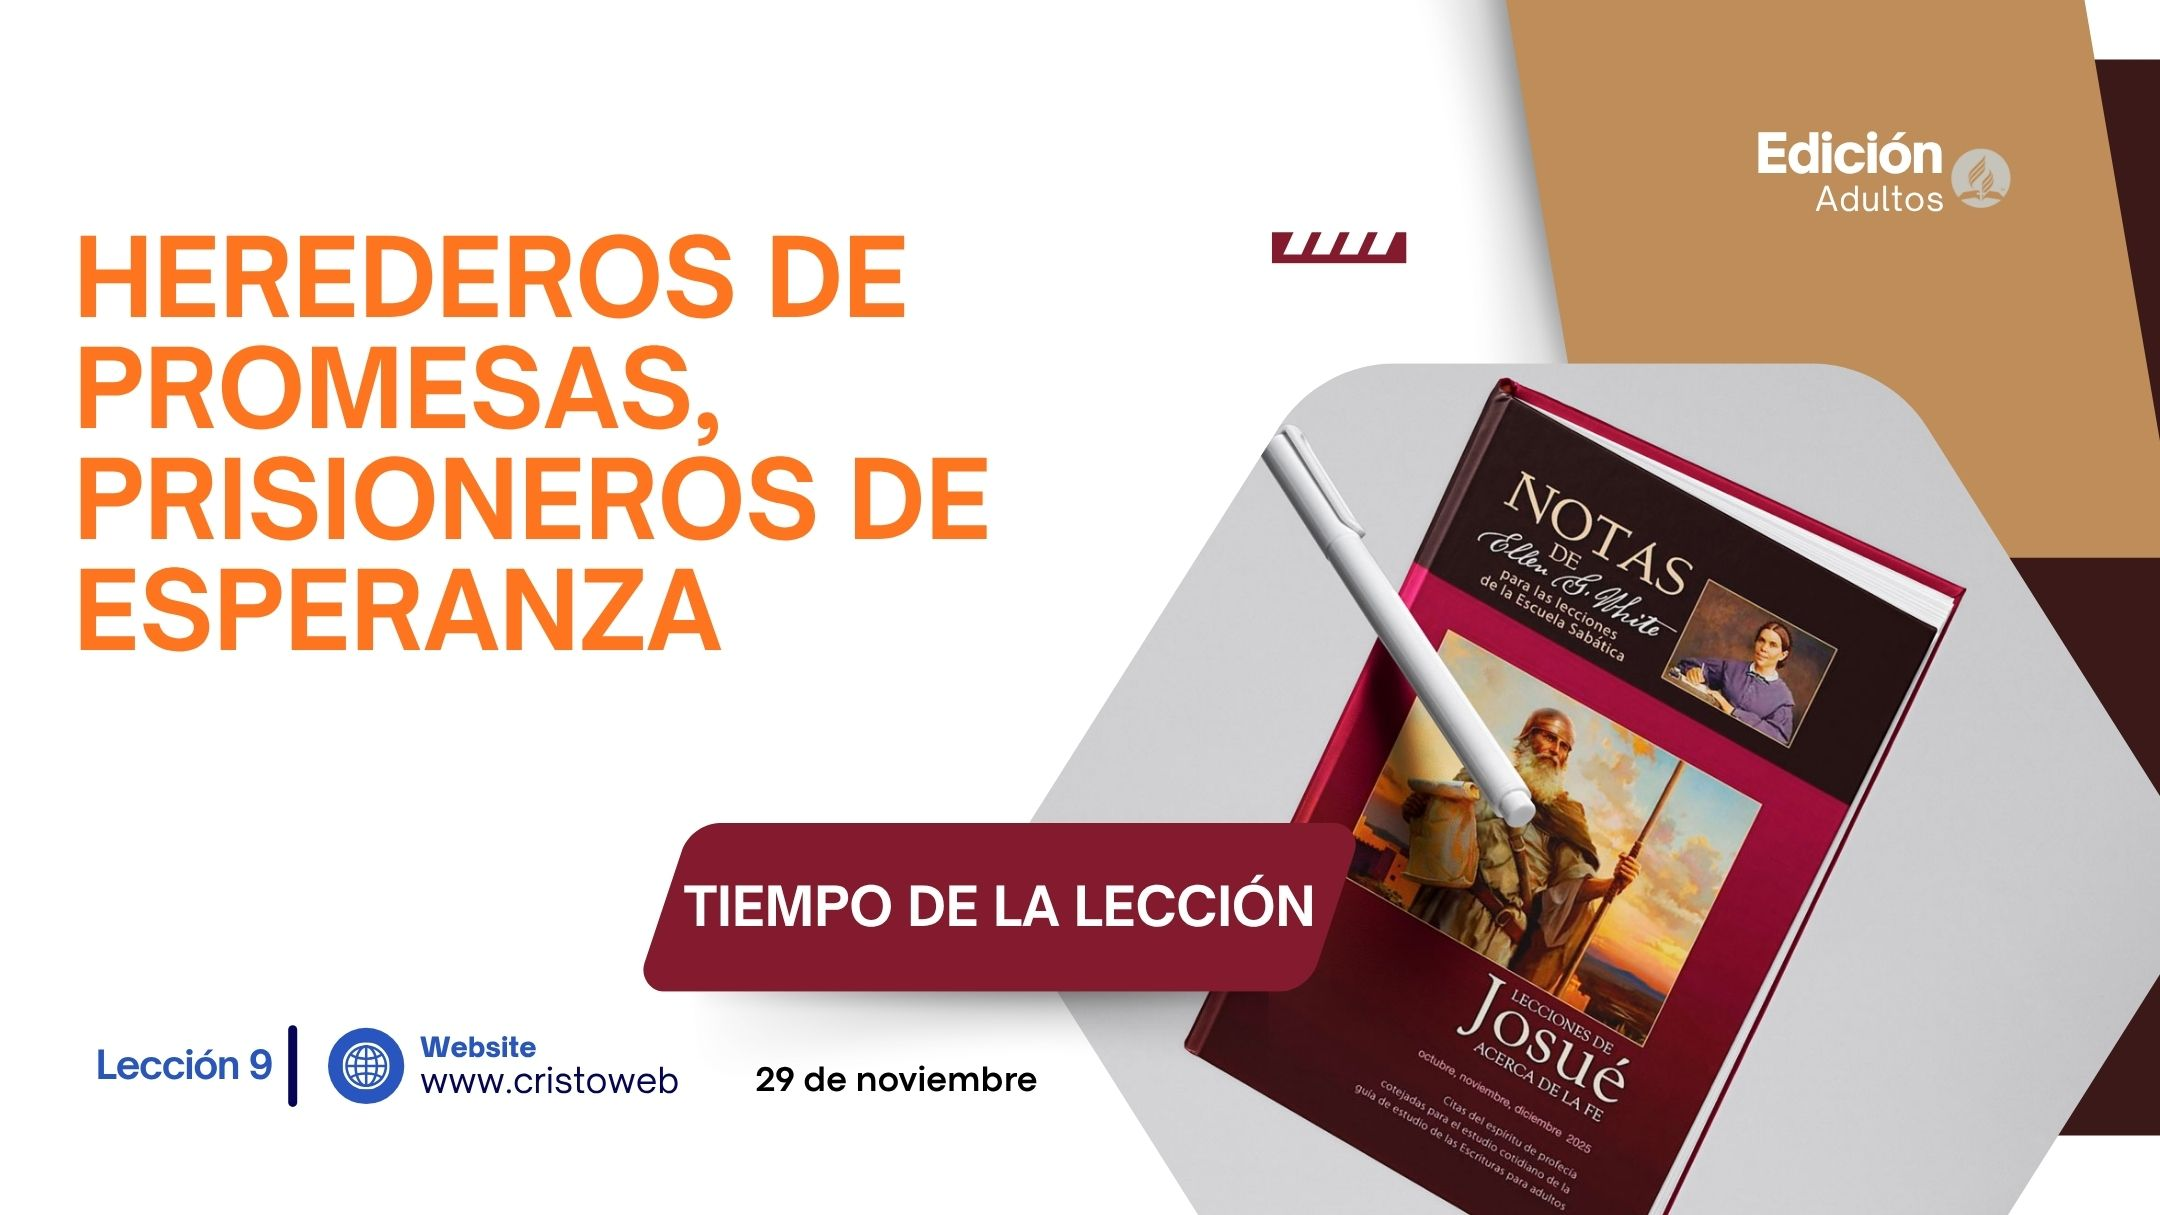 Edición
Adultos
HEREDEROS DE
PROMESAS,
PRISIONEROS DE
ESPERANZA
NOTAS
DE
Ellen G. White
para las lecciones
de la Escuela Sabática
TIEMPO DE LA LECCIÓN
LECCIONES DE
Josué
ACERCA DE LA FE
octubre, noviembre, diciembre 2025
Citas del espíritu de profecía
cotejadas para el estudio cotidiano de la
guía de estudio de las Escrituras para adultos
Lección 9
Website
www.cristoweb
29 de noviembre